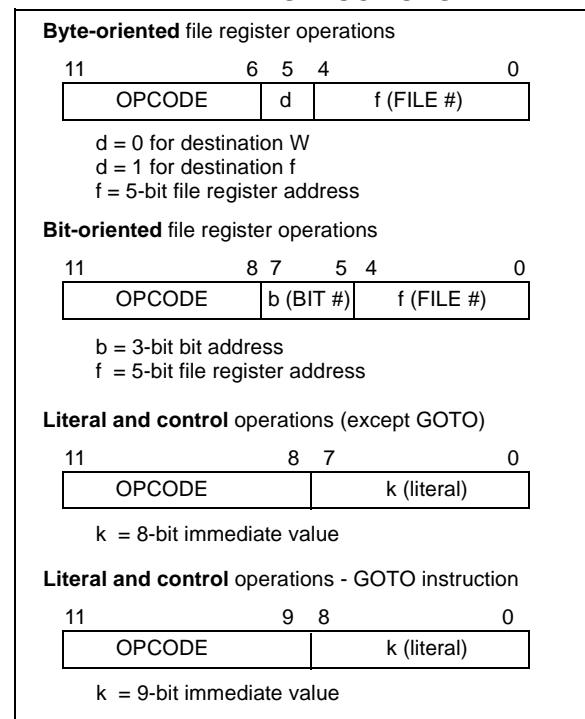 Byte-oriented file register operations
11 6 5 4 0
OPCODE d f (FILE #)
d = 0 for destination W
d = 1 for destination f
f = 5-bit file register address
Bit-oriented file register operations
11 8 7 5 4 0
OPCODE b (BIT #) f (FILE #)
b = 3-bit bit address
f = 5-bit file register address
Literal and control operations (except GOTO)
11 8 7 0
OPCODE k (literal)
k = 8-bit immediate value
Literal and control operations - GOTO instruction
11 9 8 0
OPCODE k (literal)
k = 9-bit immediate value